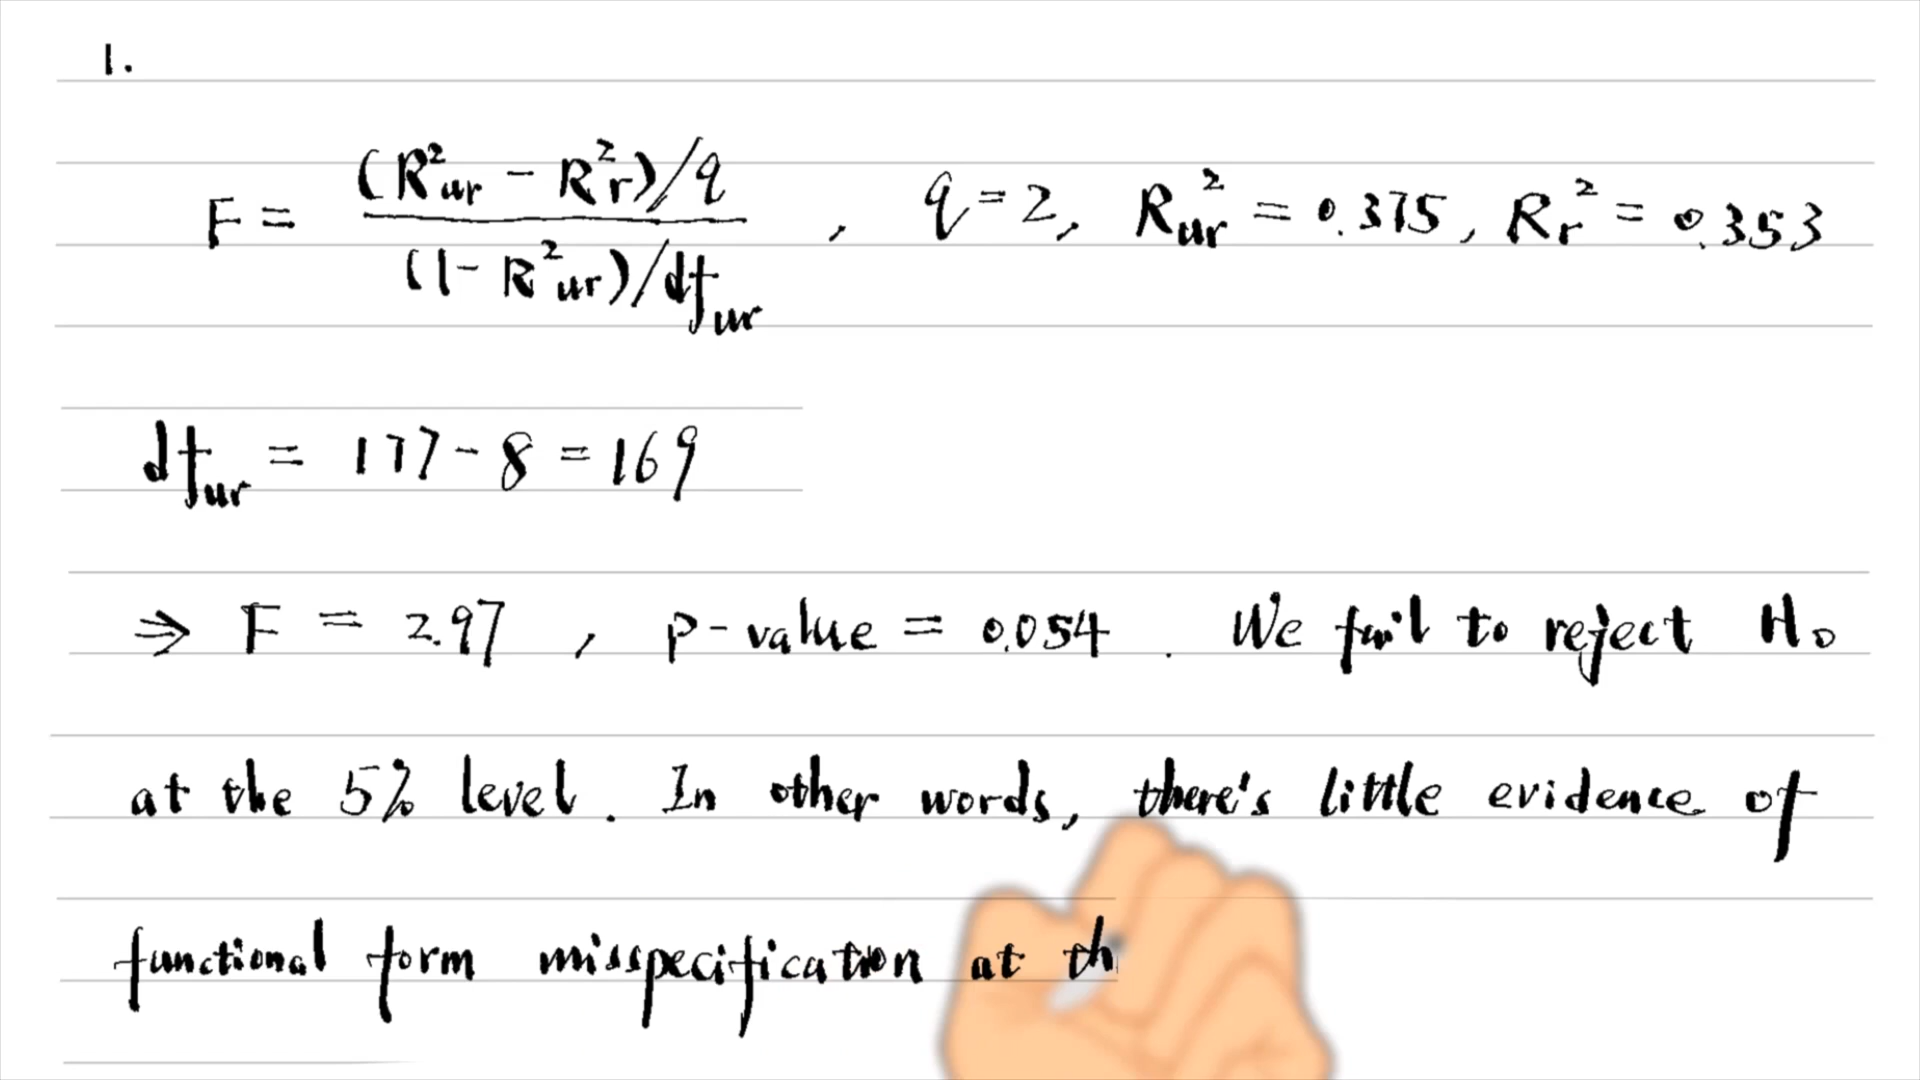 1.
F = (R²ur - R²r)/q / (1 - R²ur)/dfur , q = 2, Rur² = 0.375, Rr² = 0.353
dfur = 177 - 8 = 169
⇒ F = 2.97 , p-value = 0.054 . We fail to reject H₀
at the 5% level. In other words, there's little evidence of
functional form misspecification at th